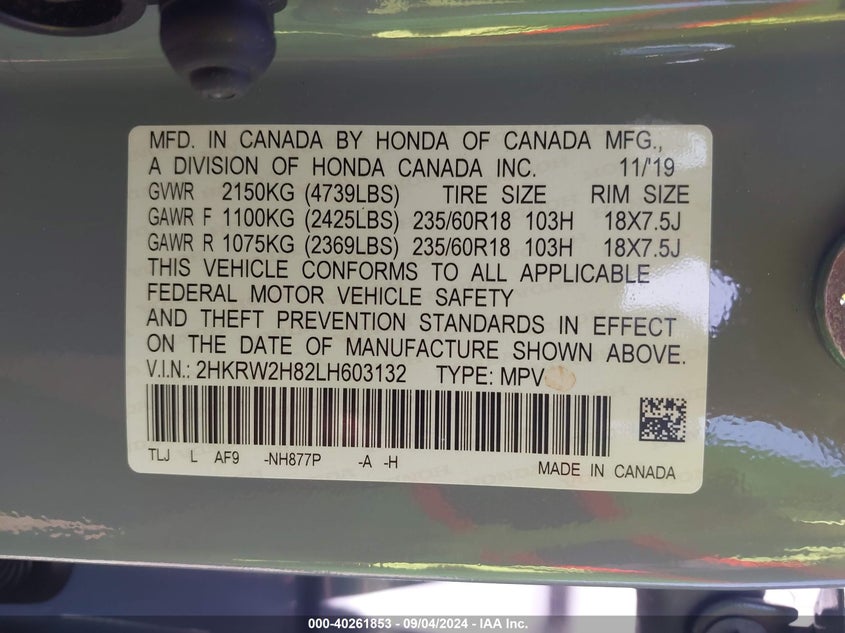 MFD. IN CANADA BY HONDA OF CANADA MFG.,
A DIVISION OF HONDA CANADA INC. 11/'19
GVWR 2150KG (4739LBS) TIRE SIZE RIM SIZE
GAWR F 1100KG (2425LBS) 235/60R18 103H 18X7.5J
GAWR R 1075KG (2369LBS) 235/60R18 103H 18X7.5J
THIS VEHICLE CONFORMS TO ALL APPLICABLE
FEDERAL MOTOR VEHICLE SAFETY
AND THEFT PREVENTION STANDARDS IN EFFECT
ON THE DATE OF MANUFACTURE SHOWN ABOVE.
V.I.N.: 2HKRW2H82LH603132 TYPE: MPV
TLJ L AF9 -NH877P -A -H
MADE IN CANADA
000-40261853 - 09/04/2024 - IAA Inc.